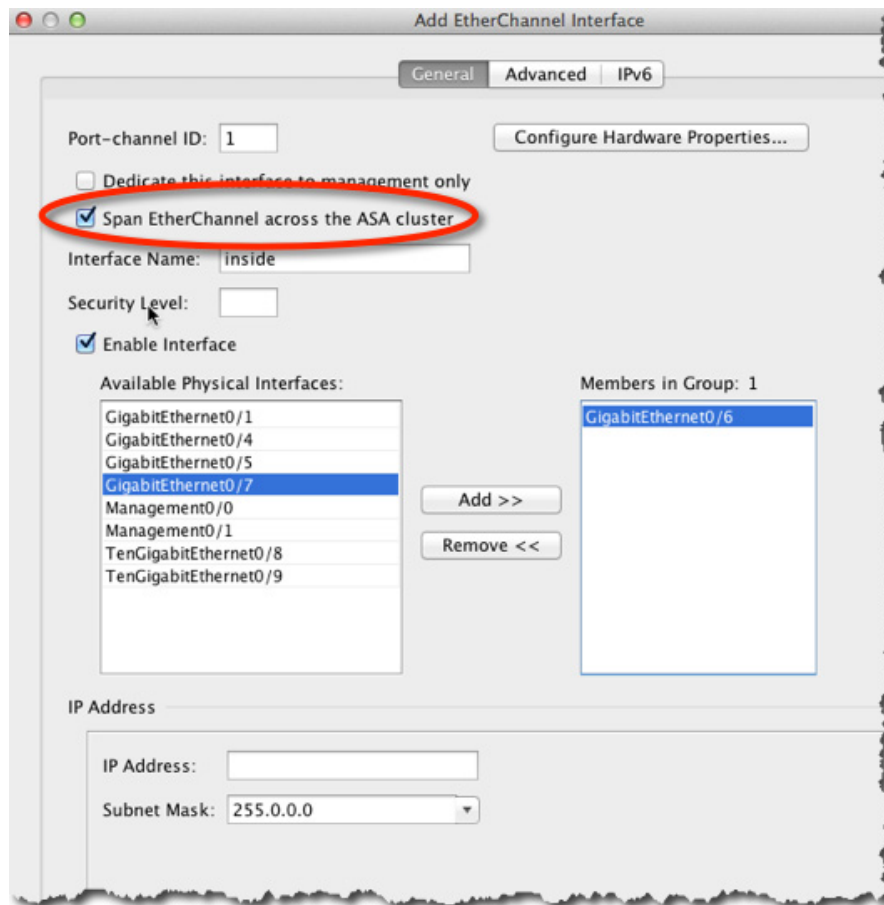 Add EtherChannel Interface
General Advanced IPv6
Port-channel ID: 1 Configure Hardware Properties...
Dedicate this interface to management only
Span EtherChannel across the ASA cluster
Interface Name: inside
Security Level:
Enable Interface
Available Physical Interfaces: Members in Group: 1
GigabitEthernet0/1 GigabitEthernet0/6
GigabitEthernet0/4
GigabitEthernet0/5
GigabitEthernet0/7
Management0/0
Management0/1
TenGigabitEthernet0/8
TenGigabitEthernet0/9
Add >>
Remove <<
IP Address
IP Address:
Subnet Mask: 255.0.0.0